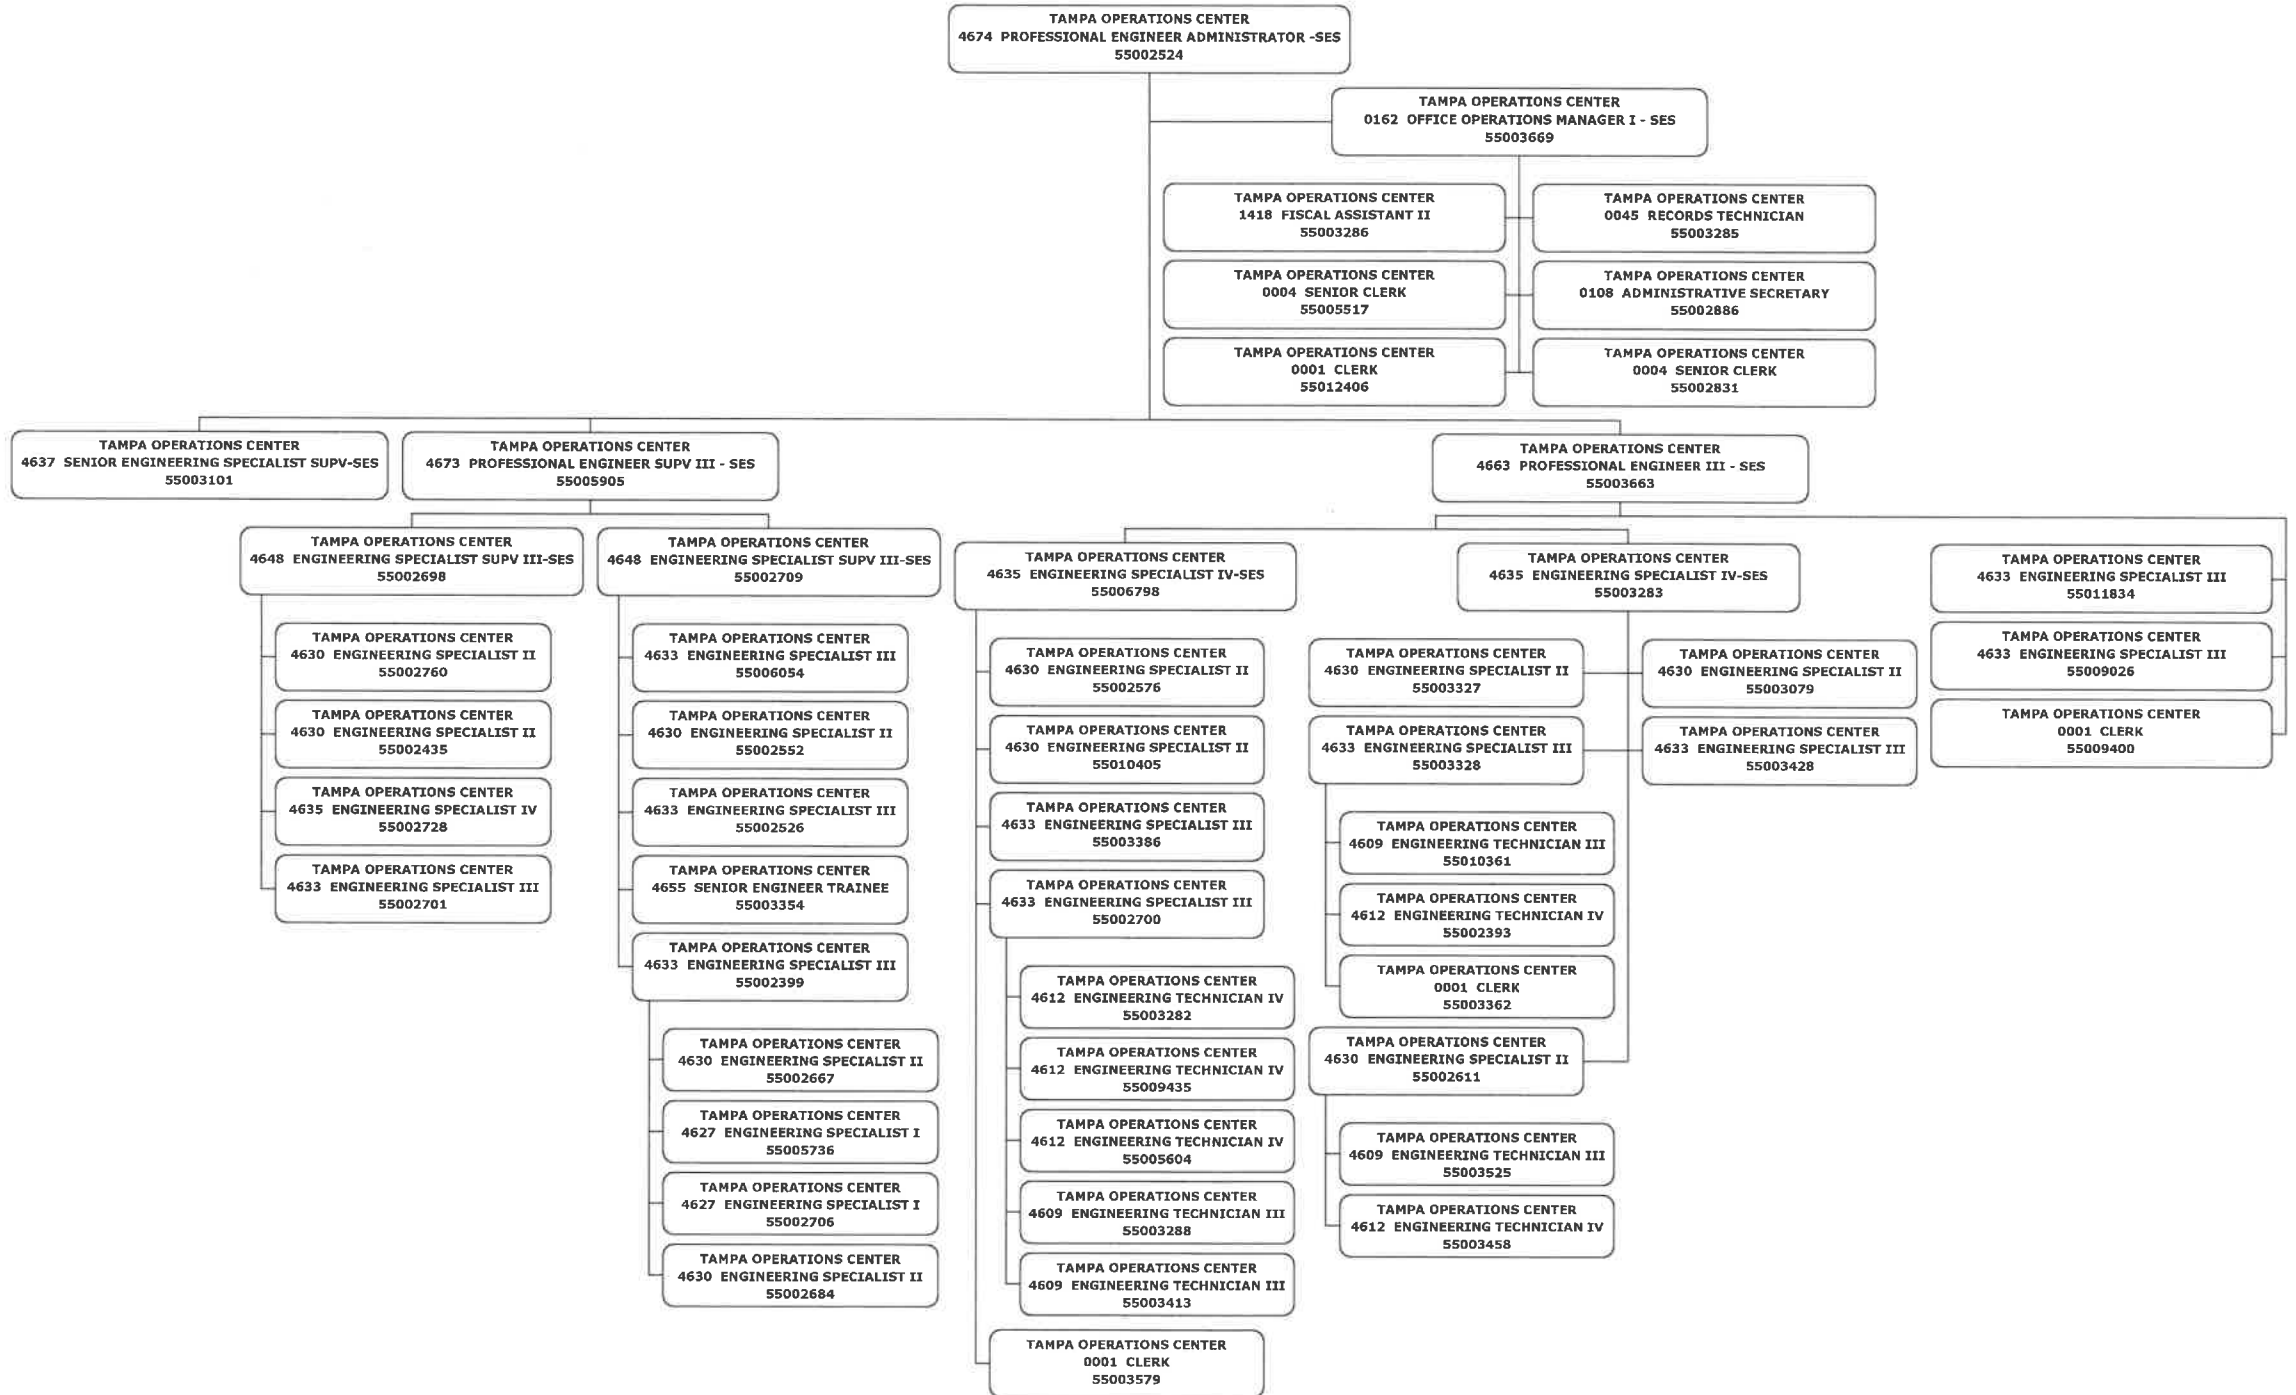 TAMPA OPERATIONS CENTER
4674 PROFESSIONAL ENGINEER ADMINISTRATOR -SES
55002524
TAMPA OPERATIONS CENTER
0162 OFFICE OPERATIONS MANAGER I - SES
55003669
TAMPA OPERATIONS CENTER
1418 FISCAL ASSISTANT II
55003286
TAMPA OPERATIONS CENTER
0045 RECORDS TECHNICIAN
55003285
TAMPA OPERATIONS CENTER
0004 SENIOR CLERK
55005517
TAMPA OPERATIONS CENTER
0108 ADMINISTRATIVE SECRETARY
55002886
TAMPA OPERATIONS CENTER
0001 CLERK
55012406
TAMPA OPERATIONS CENTER
0004 SENIOR CLERK
55002831
TAMPA OPERATIONS CENTER
4637 SENIOR ENGINEERING SPECIALIST SUPV-SES
55003101
TAMPA OPERATIONS CENTER
4673 PROFESSIONAL ENGINEER SUPV III - SES
55005905
TAMPA OPERATIONS CENTER
4663 PROFESSIONAL ENGINEER III - SES
55003663
TAMPA OPERATIONS CENTER
4648 ENGINEERING SPECIALIST SUPV III-SES
55002698
TAMPA OPERATIONS CENTER
4630 ENGINEERING SPECIALIST II
55002760
TAMPA OPERATIONS CENTER
4630 ENGINEERING SPECIALIST II
55002435
TAMPA OPERATIONS CENTER
4635 ENGINEERING SPECIALIST IV
55002728
TAMPA OPERATIONS CENTER
4633 ENGINEERING SPECIALIST III
55002701
TAMPA OPERATIONS CENTER
4648 ENGINEERING SPECIALIST SUPV III-SES
55002709
TAMPA OPERATIONS CENTER
4633 ENGINEERING SPECIALIST III
55006054
TAMPA OPERATIONS CENTER
4630 ENGINEERING SPECIALIST II
55002552
TAMPA OPERATIONS CENTER
4633 ENGINEERING SPECIALIST III
55002526
TAMPA OPERATIONS CENTER
4655 SENIOR ENGINEER TRAINEE
55003354
TAMPA OPERATIONS CENTER
4633 ENGINEERING SPECIALIST III
55002399
TAMPA OPERATIONS CENTER
4630 ENGINEERING SPECIALIST II
55002667
TAMPA OPERATIONS CENTER
4627 ENGINEERING SPECIALIST I
55005736
TAMPA OPERATIONS CENTER
4627 ENGINEERING SPECIALIST I
55002706
TAMPA OPERATIONS CENTER
4630 ENGINEERING SPECIALIST II
55002684
TAMPA OPERATIONS CENTER
4635 ENGINEERING SPECIALIST IV-SES
55006798
TAMPA OPERATIONS CENTER
4630 ENGINEERING SPECIALIST II
55002576
TAMPA OPERATIONS CENTER
4630 ENGINEERING SPECIALIST II
55010405
TAMPA OPERATIONS CENTER
4633 ENGINEERING SPECIALIST III
55003386
TAMPA OPERATIONS CENTER
4633 ENGINEERING SPECIALIST III
55002700
TAMPA OPERATIONS CENTER
4612 ENGINEERING TECHNICIAN IV
55003282
TAMPA OPERATIONS CENTER
4612 ENGINEERING TECHNICIAN IV
55009435
TAMPA OPERATIONS CENTER
4612 ENGINEERING TECHNICIAN IV
55005604
TAMPA OPERATIONS CENTER
4609 ENGINEERING TECHNICIAN III
55003288
TAMPA OPERATIONS CENTER
4609 ENGINEERING TECHNICIAN III
55003413
TAMPA OPERATIONS CENTER
0001 CLERK
55003579
TAMPA OPERATIONS CENTER
4635 ENGINEERING SPECIALIST IV-SES
55003283
TAMPA OPERATIONS CENTER
4630 ENGINEERING SPECIALIST II
55003327
TAMPA OPERATIONS CENTER
4630 ENGINEERING SPECIALIST II
55003079
TAMPA OPERATIONS CENTER
4633 ENGINEERING SPECIALIST III
55003328
TAMPA OPERATIONS CENTER
4633 ENGINEERING SPECIALIST III
55003428
TAMPA OPERATIONS CENTER
4609 ENGINEERING TECHNICIAN III
55010361
TAMPA OPERATIONS CENTER
4612 ENGINEERING TECHNICIAN IV
55002393
TAMPA OPERATIONS CENTER
0001 CLERK
55003362
TAMPA OPERATIONS CENTER
4630 ENGINEERING SPECIALIST II
55002611
TAMPA OPERATIONS CENTER
4609 ENGINEERING TECHNICIAN III
55003525
TAMPA OPERATIONS CENTER
4612 ENGINEERING TECHNICIAN IV
55003458
TAMPA OPERATIONS CENTER
4633 ENGINEERING SPECIALIST III
55011834
TAMPA OPERATIONS CENTER
4633 ENGINEERING SPECIALIST III
55009026
TAMPA OPERATIONS CENTER
0001 CLERK
55009400